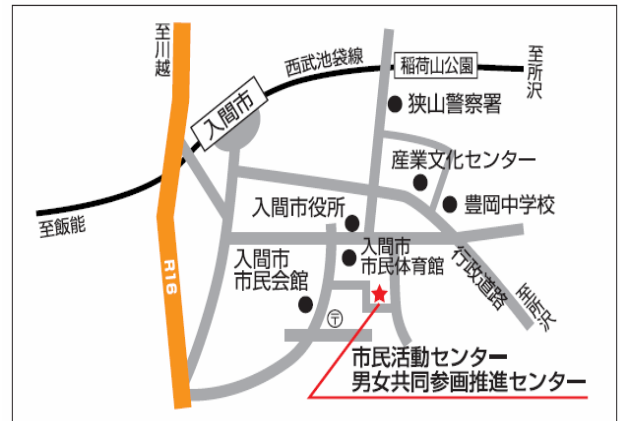 至川越
西武池袋線
稲荷山公園
至所沢
入間市
狭山警察署
産業文化センター
豊岡中学校
至飯能
入間市役所
入間市
市民体育館
行政道路
至所沢
R16
入間市
市民会館
〒
市民活動センター
男女共同参画推進センター